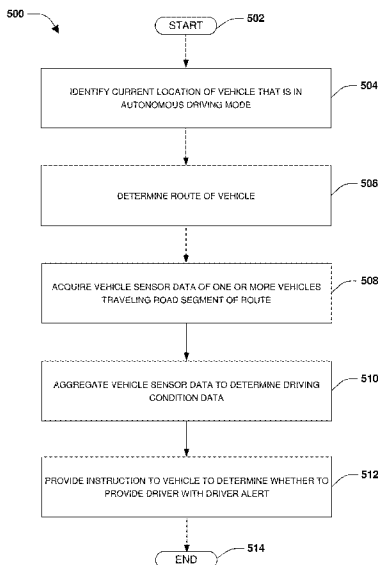 500
START
502
IDENTIFY CURRENT LOCATION OF VEHICLE THAT IS IN
AUTONOMOUS DRIVING MODE
504
DETERMINE ROUTE OF VEHICLE
506
ACQUIRE VEHICLE SENSOR DATA OF ONE OR MORE VEHICLES
TRAVELING ROAD SEGMENT OF ROUTE
508
AGGREGATE VEHICLE SENSOR DATA TO DETERMINE DRIVING
CONDITION DATA
510
PROVIDE INSTRUCTION TO VEHICLE TO DETERMINE WHETHER TO
PROVIDE DRIVER WITH DRIVER ALERT
512
END
514